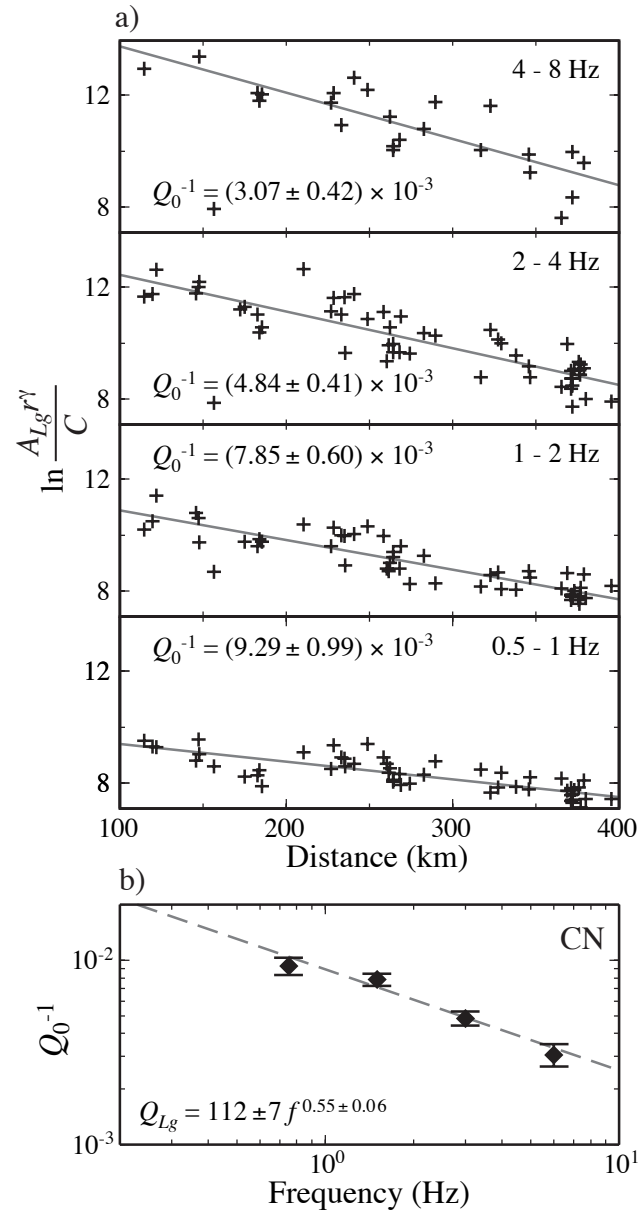 a)
4 - 8 Hz
12
8
Q₀⁻¹ = (3.07 ± 0.42) × 10⁻³
2 - 4 Hz
12
8
Q₀⁻¹ = (4.84 ± 0.41) × 10⁻³
ln A_Lg r^γ / C
Q₀⁻¹ = (7.85 ± 0.60) × 10⁻³
1 - 2 Hz
12
8
Q₀⁻¹ = (9.29 ± 0.99) × 10⁻³
0.5 - 1 Hz
12
8
100 200 300 400
Distance (km)
b)
CN
10⁻²
Q₀⁻¹
Q_Lg = 112 ± 7 f^0.55 ± 0.06
10⁻³
10⁰ 10¹
Frequency (Hz)